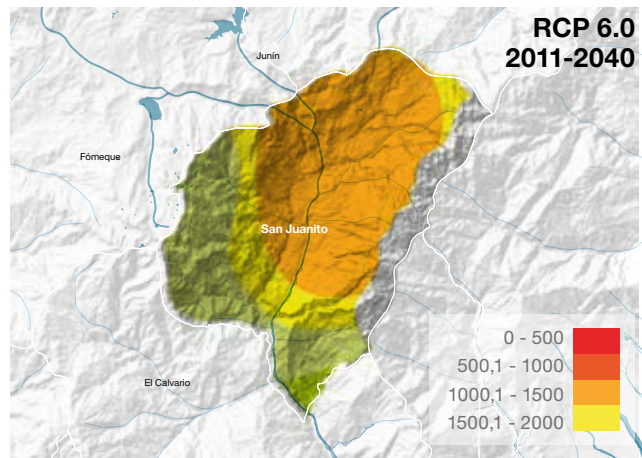 RCP 6.0
2011-2040
Junín
Fómeque
San Juanito
El Calvario
0 - 500
500,1 - 1000
1000,1 - 1500
1500,1 - 2000